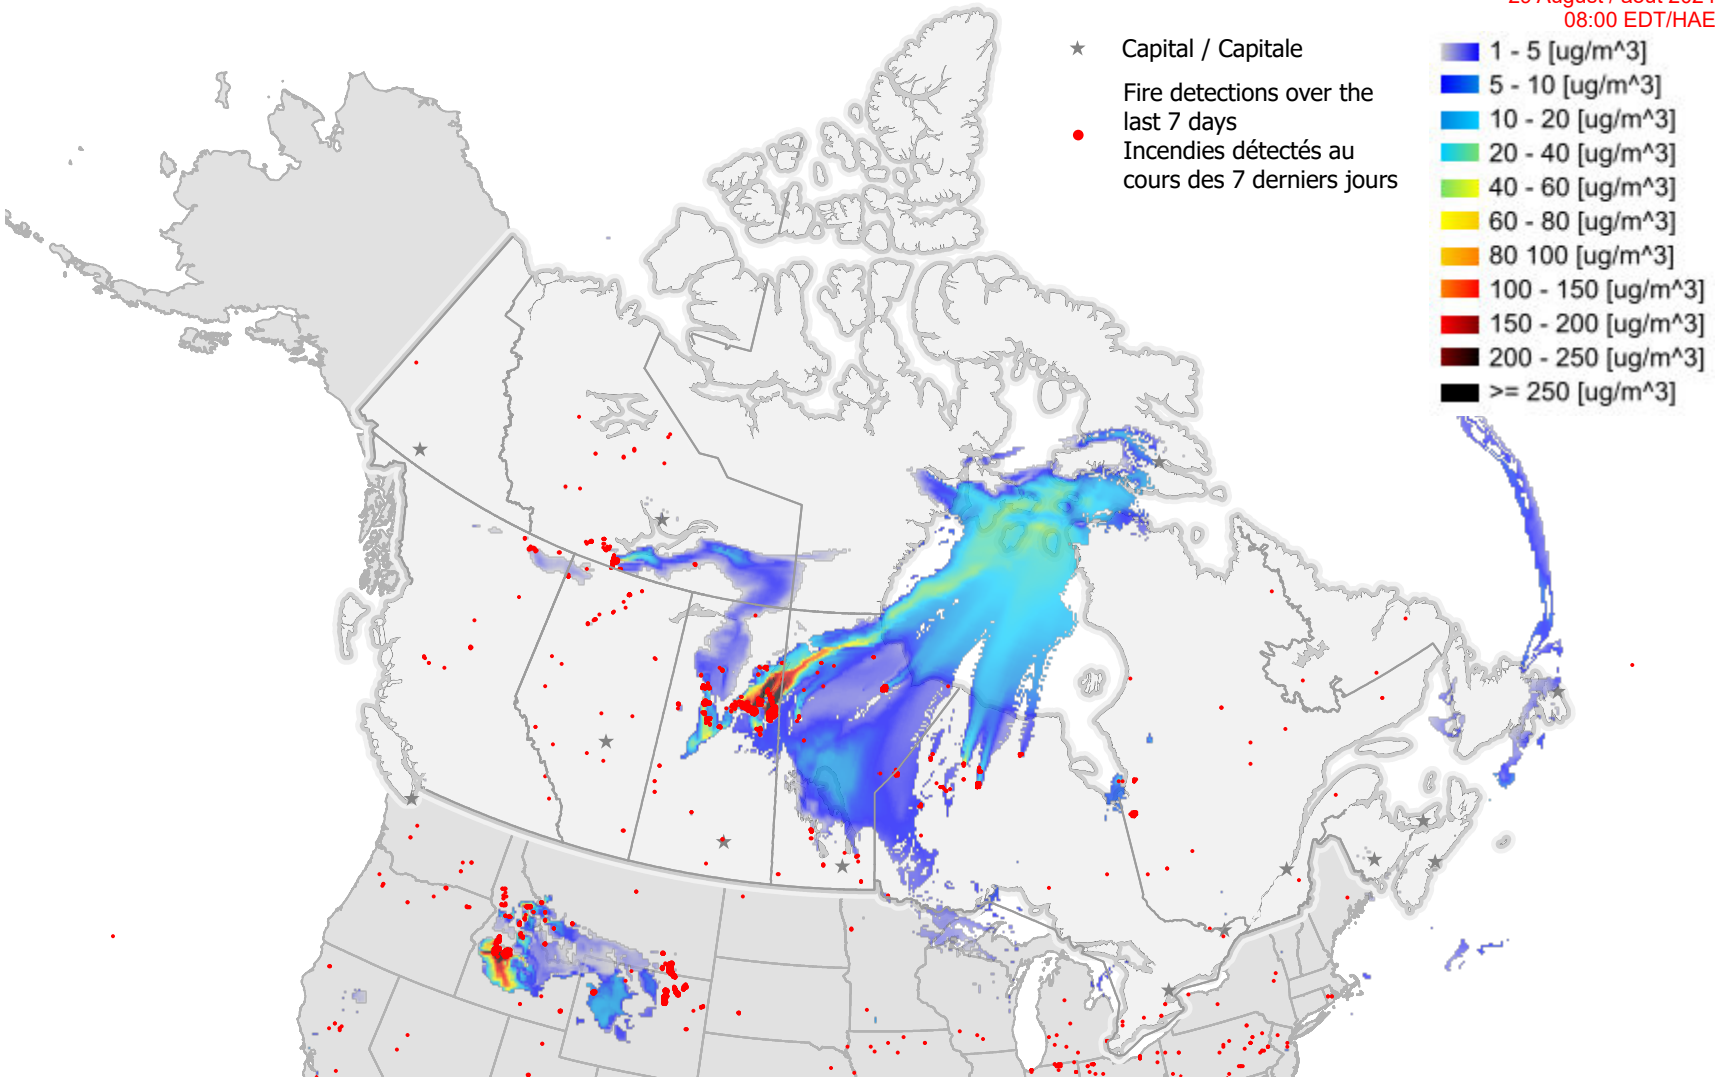 August / août
08:00 EDT/HAE
Capital / Capitale
Fire detections over the
last 7 days
Incendies détectés au
cours des 7 derniers jours
1 - 5 [ug/m^3]
5 - 10 [ug/m^3]
10 - 20 [ug/m^3]
20 - 40 [ug/m^3]
40 - 60 [ug/m^3]
60 - 80 [ug/m^3]
80 100 [ug/m^3]
100 - 150 [ug/m^3]
150 - 200 [ug/m^3]
200 - 250 [ug/m^3]
>= 250 [ug/m^3]